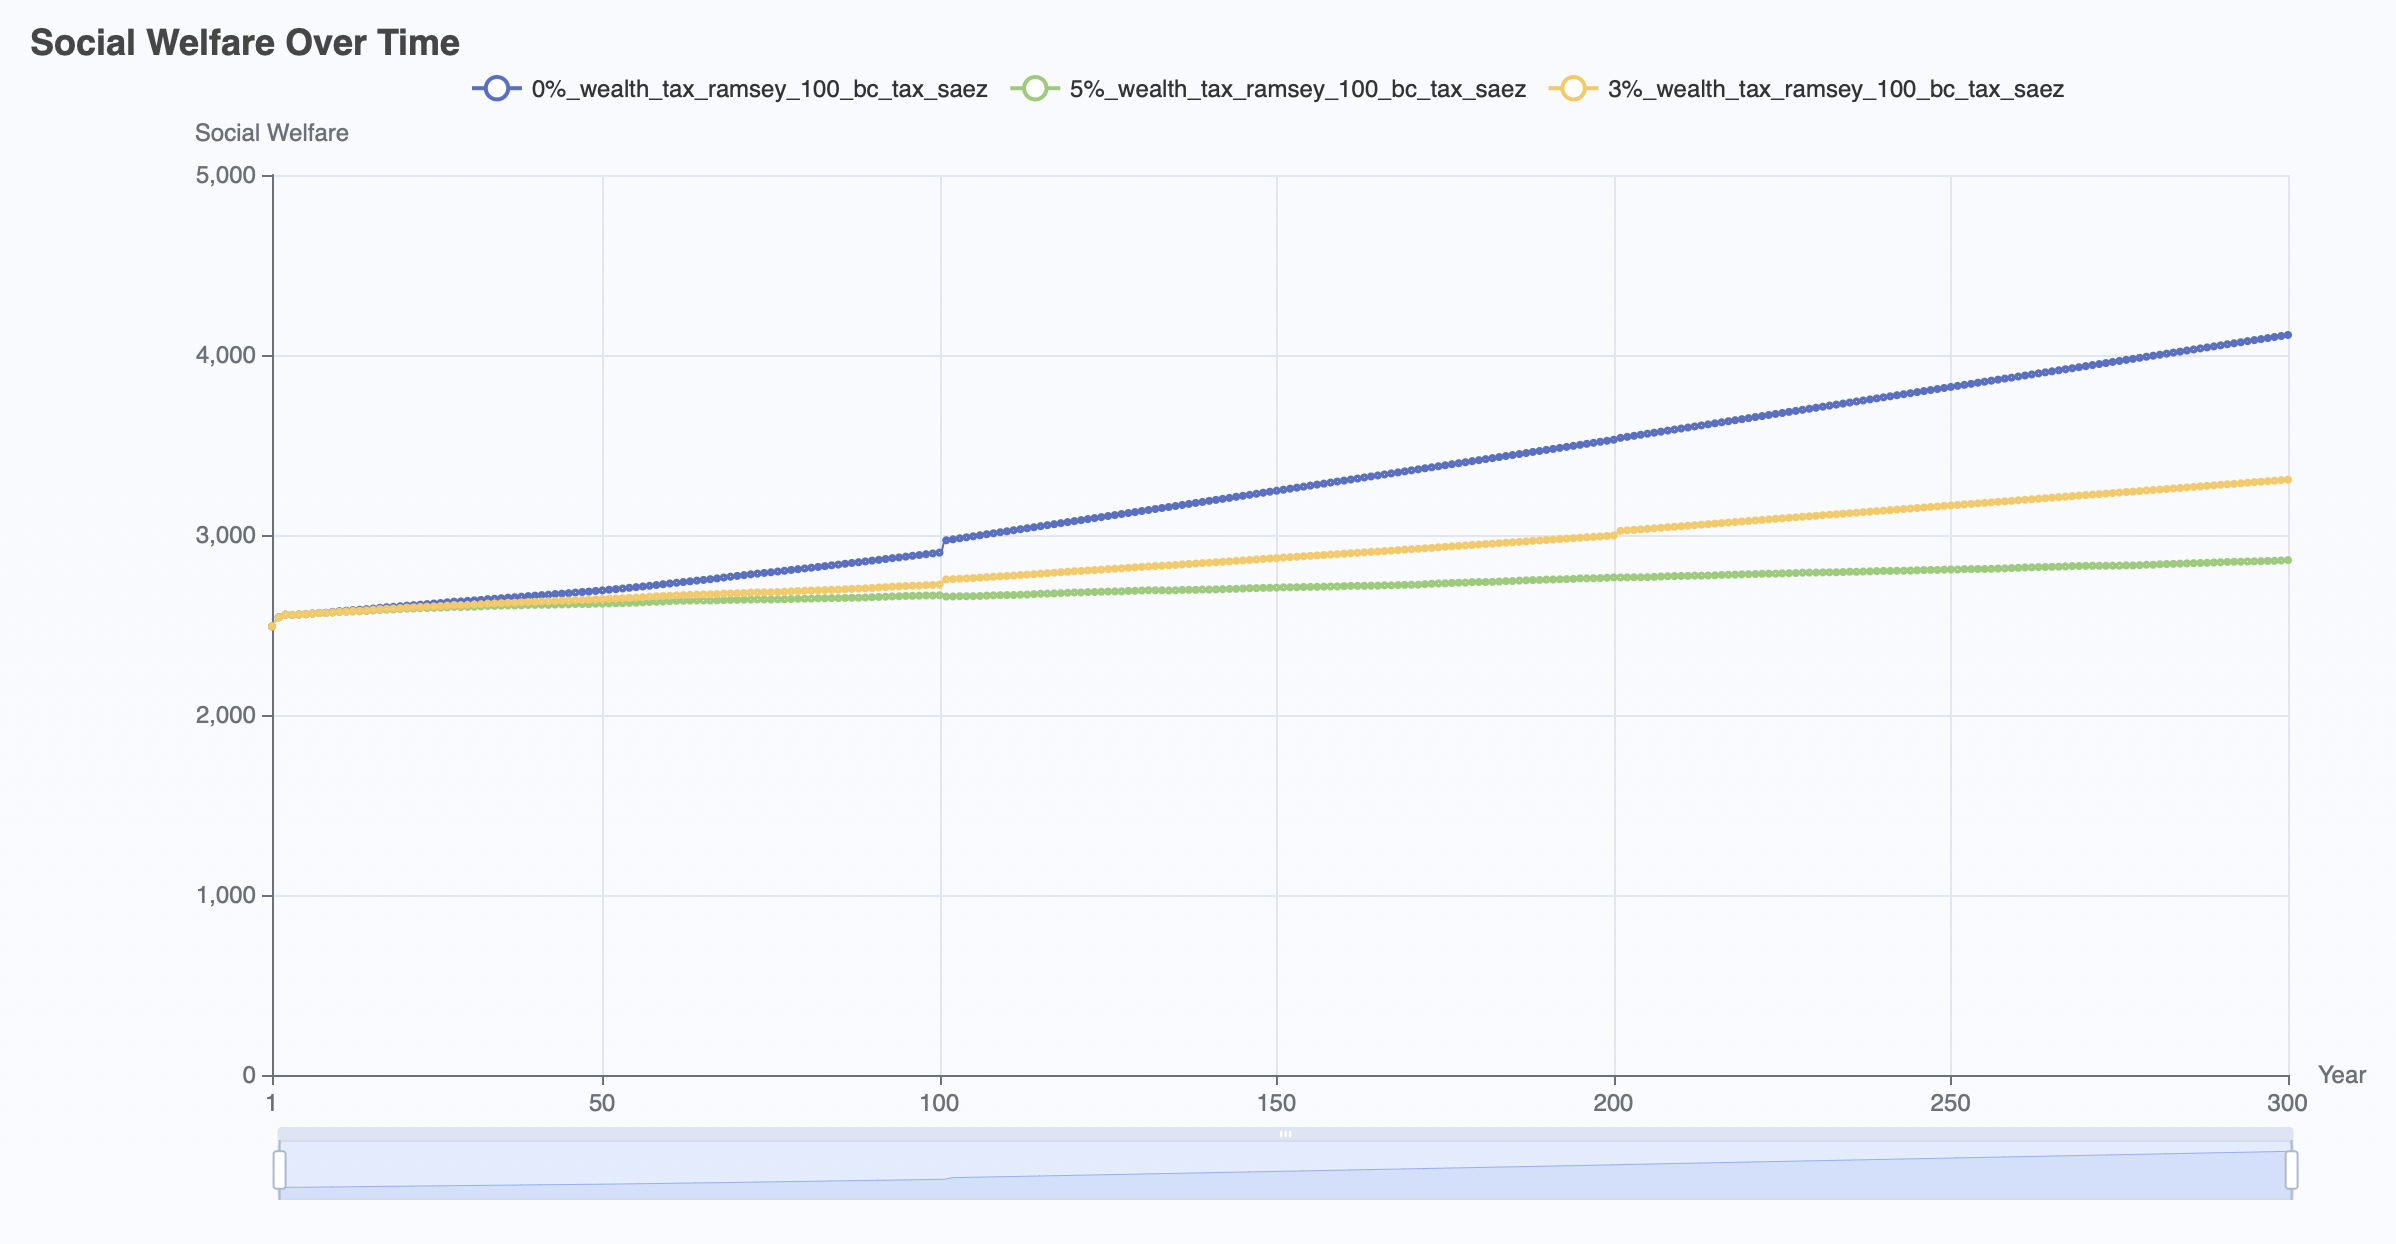 Social Welfare Over Time
0%_wealth_tax_ramsey_100_bc_tax_saez 5%_wealth_tax_ramsey_100_bc_tax_saez 3%_wealth_tax_ramsey_100_bc_tax_saez
Social Welfare
5,000
4,000
3,000
2,000
1,000
0
Year
1 50 100 150 200 250 300